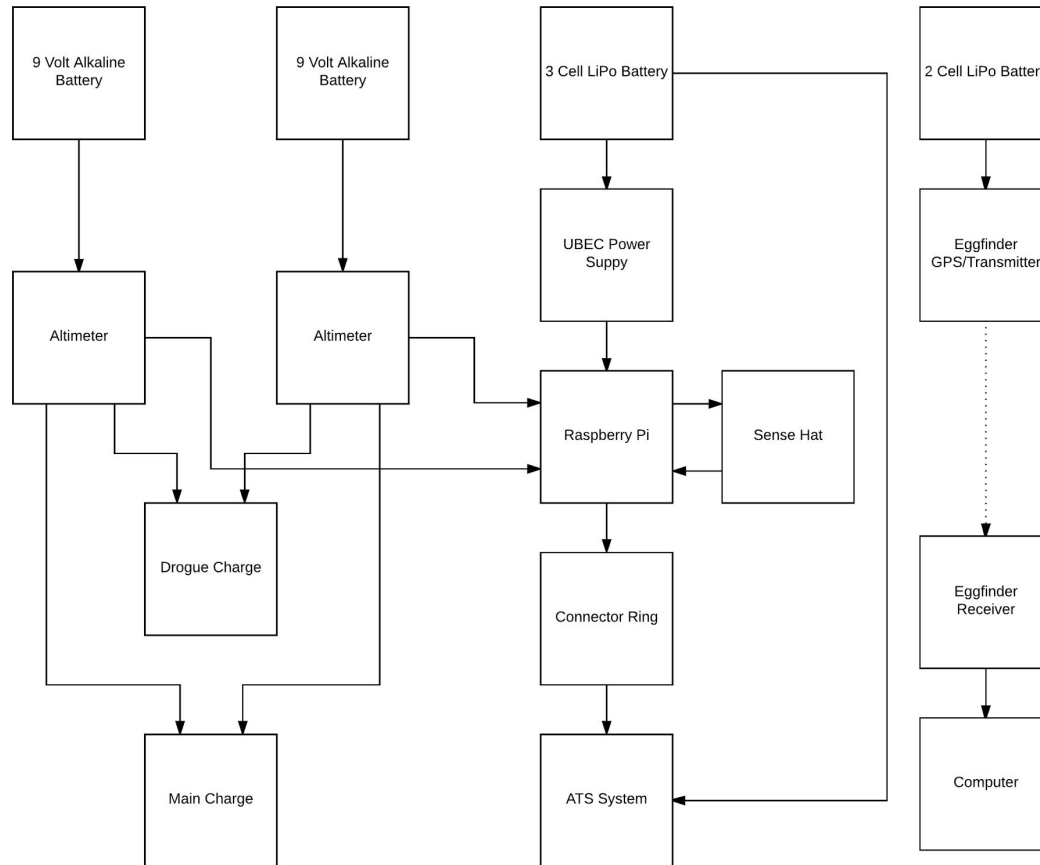 9 Volt Alkaline
Battery
9 Volt Alkaline
Battery
3 Cell LiPo Battery
2 Cell LiPo Batter
UBEC Power
Suppy
Eggfinder
GPS/Transmitter
Altimeter
Altimeter
Raspberry Pi
Sense Hat
Drogue Charge
Connector Ring
Eggfinder
Receiver
Main Charge
ATS System
Computer